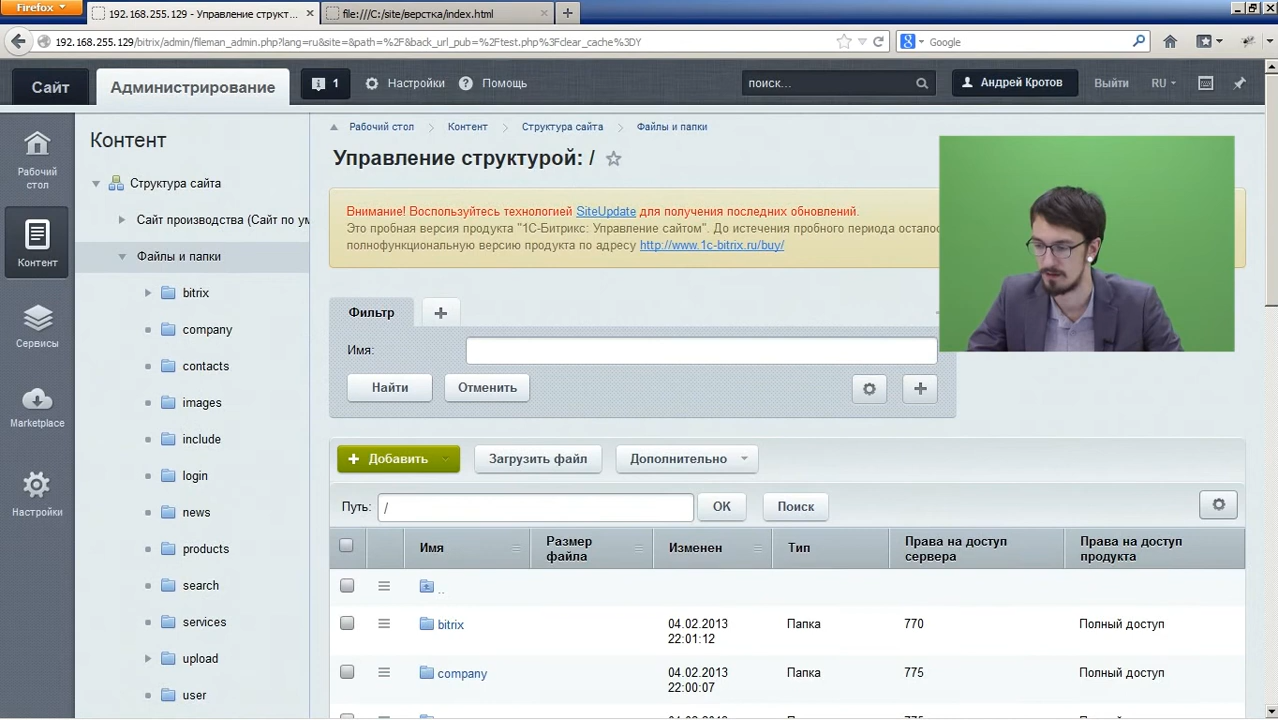 Firefox
192.168.255.129 - Управление структ...
file:///C:/site/верстка/index.html
192.168.255.129/bitrix/admin/fileman_admin.php?lang=ru&site=&path=%2F&back_url_pub=%2Ftest.php%3Fclear_cache%3DY
Google
Сайт
Администрирование
1
Настройки
Помощь
поиск...
Андрей Кротов
Выйти
RU
Рабочий стол
Контент
Сервисы
Marketplace
Настройки
Контент
Структура сайта
Сайт производства (Сайт по ум
Файлы и папки
bitrix
company
contacts
images
include
login
news
products
search
services
upload
user
Рабочий стол
Контент
Структура сайта
Файлы и папки
Управление структурой: /
Внимание! Воспользуйтесь технологией SiteUpdate для получения последних обновлений.
Это пробная версия продукта "1С-Битрикс: Управление сайтом". До истечения пробного периода остало
полнофункциональную версию продукта по адресу http://www.1c-bitrix.ru/buy/
Фильтр
Имя:
Найти
Отменить
Добавить
Загрузить файл
Дополнительно
Путь: /
OK
Поиск
Имя
Размер файла
Изменен
Тип
Права на доступ сервера
Права на доступ продукта
..
bitrix
04.02.2013 22:01:12
Папка
770
Полный доступ
company
04.02.2013 22:00:07
Папка
775
Полный доступ